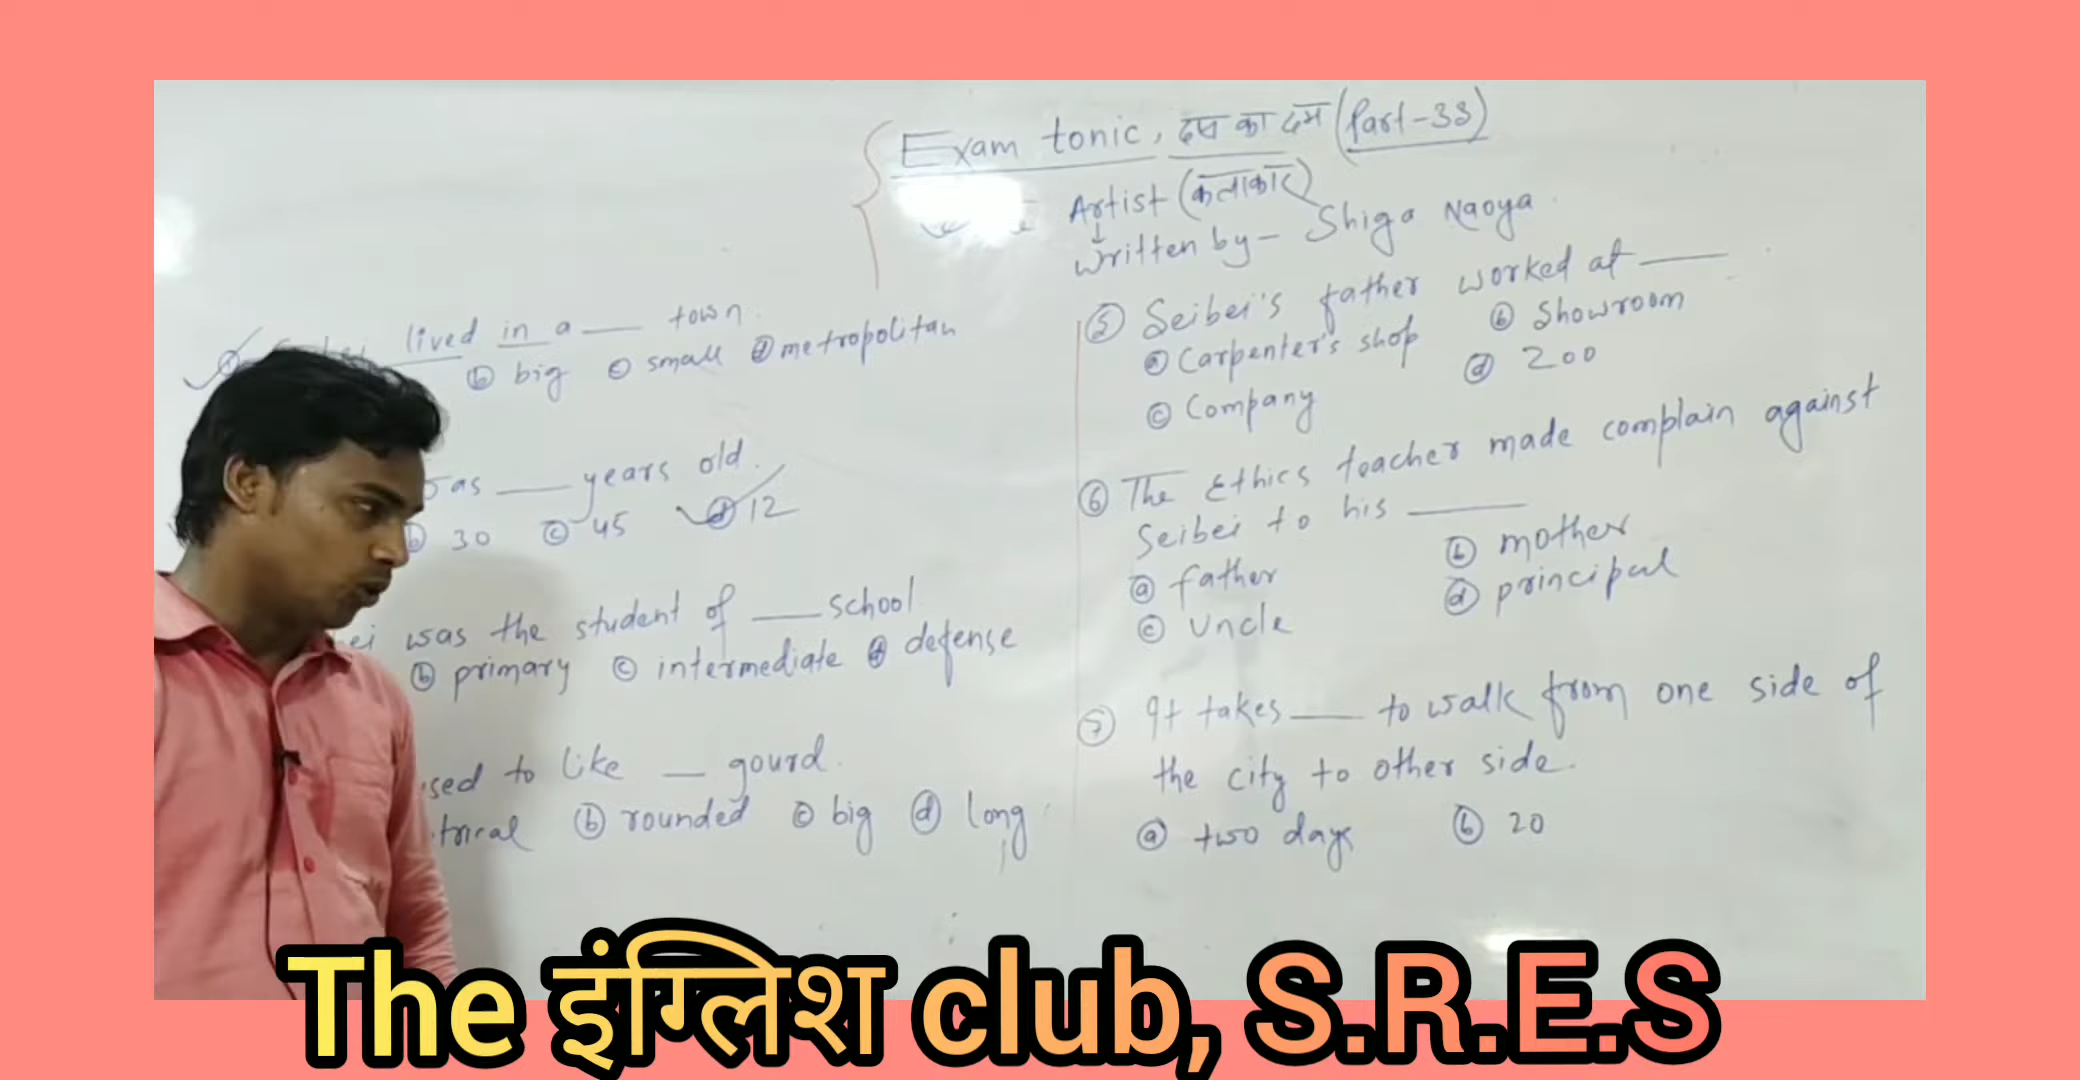 Exam tonic, दस का दम (Part-33)
Artist (कलाकार)
written by - Shiga Naoya
lived in a ___ town.
ⓑ big ⓒ small ⓓ metropolitan
as ___ years old.
ⓑ 30 ⓒ 45 ⓓ 12
was the student of ___ school
ⓑ primary ⓒ intermediate ⓓ defense
to like ___ gourd.
ⓑ rounded ⓒ big ⓓ long
⑤ Seibei's father worked at ___
ⓐ Carpenter's shop ⓑ Showroom
ⓒ Company ⓓ Zoo
⑥ The Ethics teacher made complain against
Seibei to his ___
ⓐ father ⓑ mother
ⓒ Uncle ⓓ principal
It takes ___ to walk from one side of
the city to other side.
ⓐ two days ⓑ 20
The इंग्लिश club, S.R.E.S